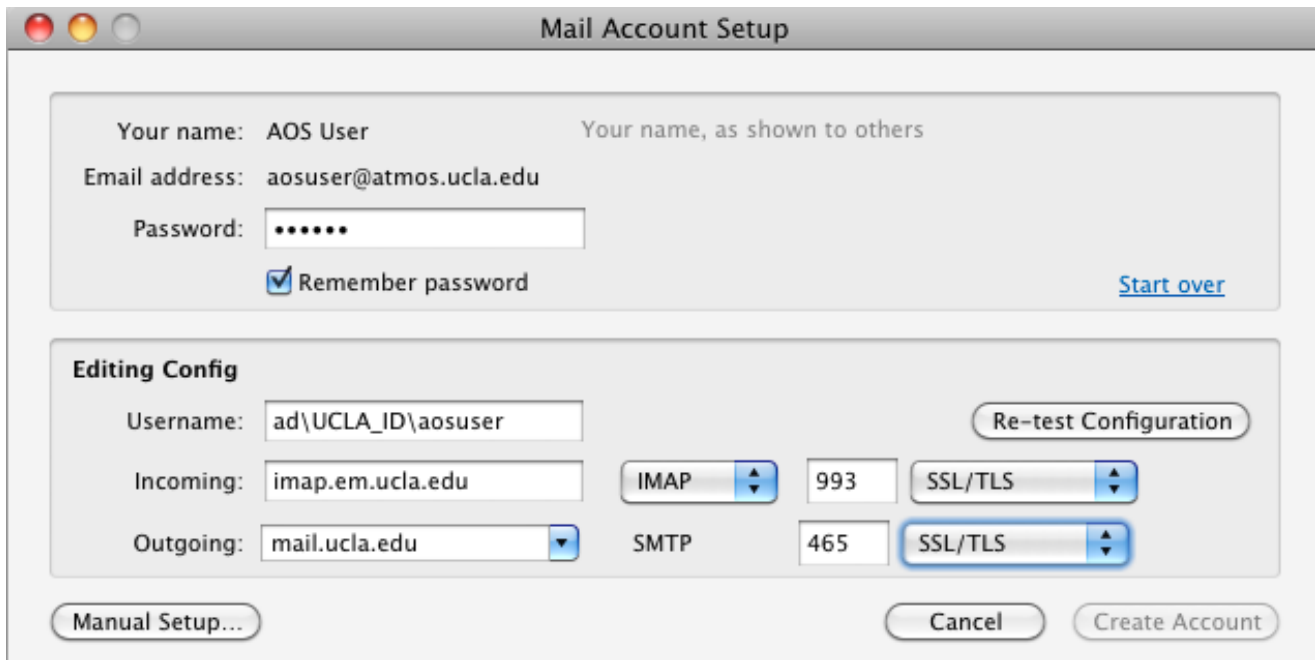 Mail Account Setup
Your name: AOS User Your name, as shown to others
Email address: aosuser@atmos.ucla.edu
Password: ••••••
Remember password
Start over
Editing Config
Username: ad\UCLA_ID\aosuser Re-test Configuration
Incoming: imap.em.ucla.edu IMAP 993 SSL/TLS
Outgoing: mail.ucla.edu SMTP 465 SSL/TLS
Manual Setup... Cancel Create Account